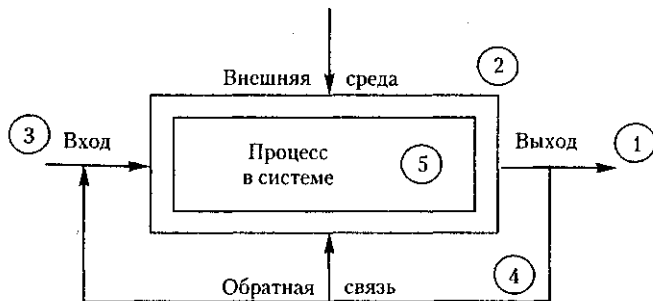 2
Внешняя среда
3 Вход
Выход 1
Процесс
в системе
5
Обратная связь
4